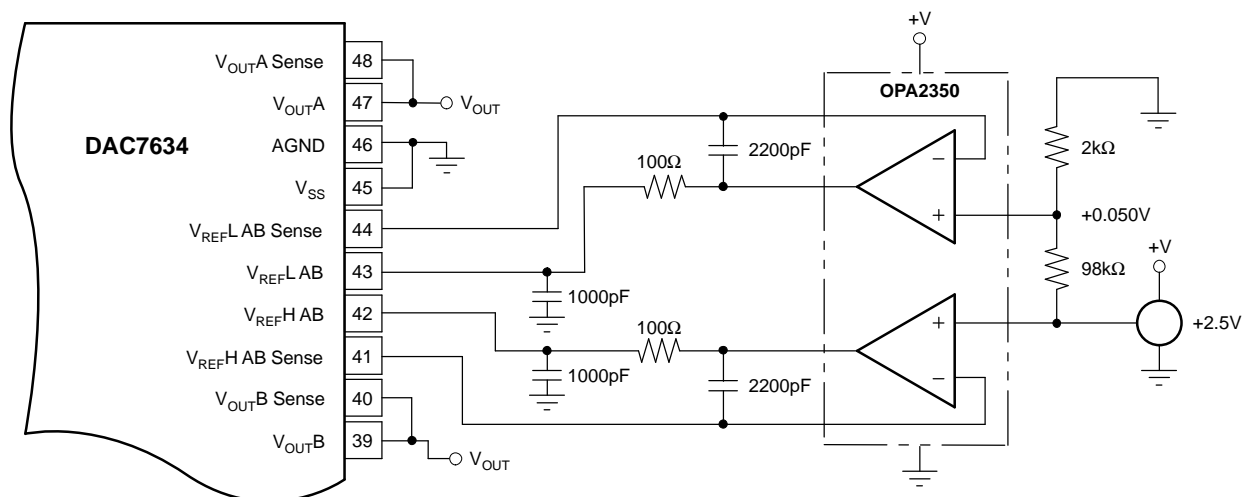 DAC7634
V_OUT A Sense 48
V_OUT A 47
V_OUT
AGND 46
V_SS 45
V_REF L AB Sense 44
V_REF L AB 43
V_REF H AB 42
V_REF H AB Sense 41
V_OUT B Sense 40
V_OUT B 39
V_OUT
100Ω
2200pF
1000pF
100Ω
1000pF
2200pF
+V
OPA2350
−
+
+
−
2kΩ
+0.050V
98kΩ
+V
+2.5V